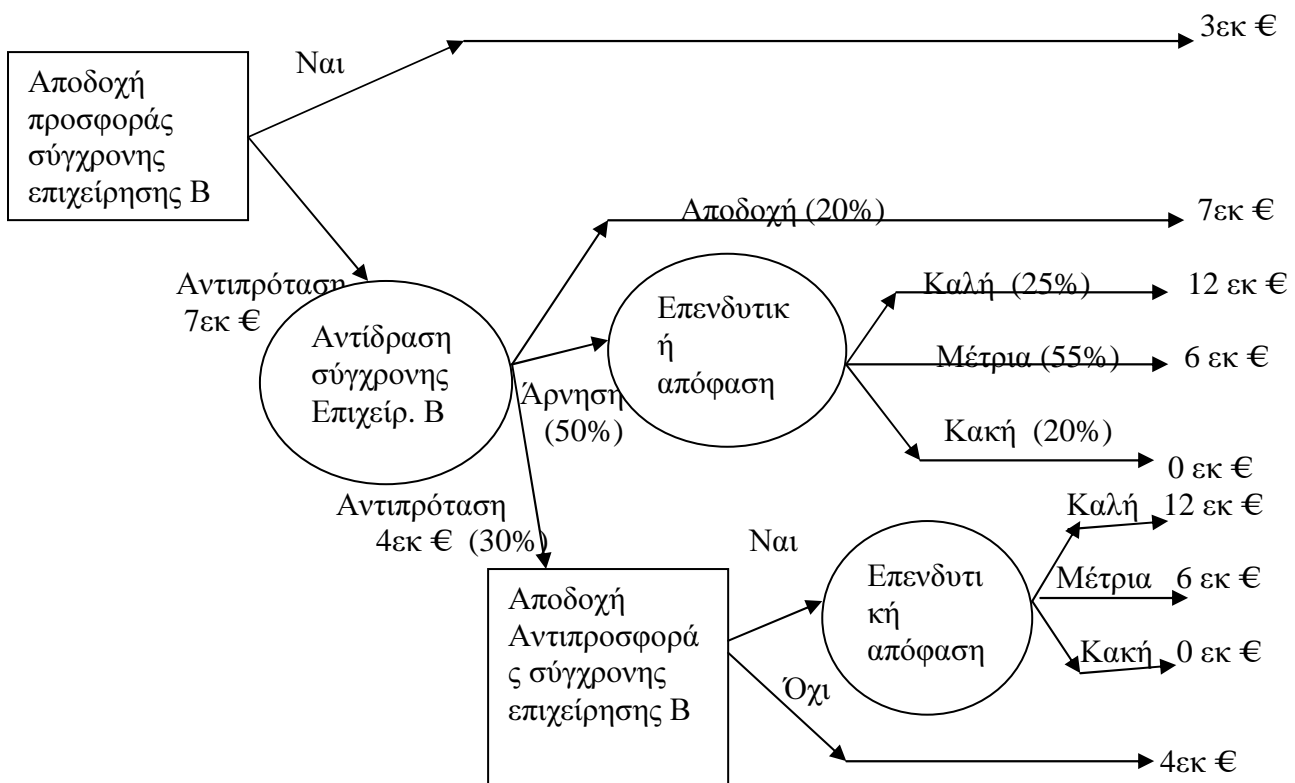 3εκ €
Ναι
Αποδοχή
προσφοράς
σύγχρονης
επιχείρησης Β
Αποδοχή (20%)
7εκ €
Αντιπρόταση
7εκ €
Αντίδραση
σύγχρονης
Επιχείρ. Β
Άρνηση
(50%)
Επενδυτικ
ή
απόφαση
Καλή (25%)
12 εκ €
Μέτρια (55%)
6 εκ €
Κακή (20%)
0 εκ €
Αντιπρόταση
4εκ € (30%)
Αποδοχή
Αντιπροσφορά
ς σύγχρονης
επιχείρησης Β
Ναι
Επενδυτι
κή
απόφαση
Καλή
12 εκ €
Μέτρια
6 εκ €
Κακή
0 εκ €
Όχι
4εκ €